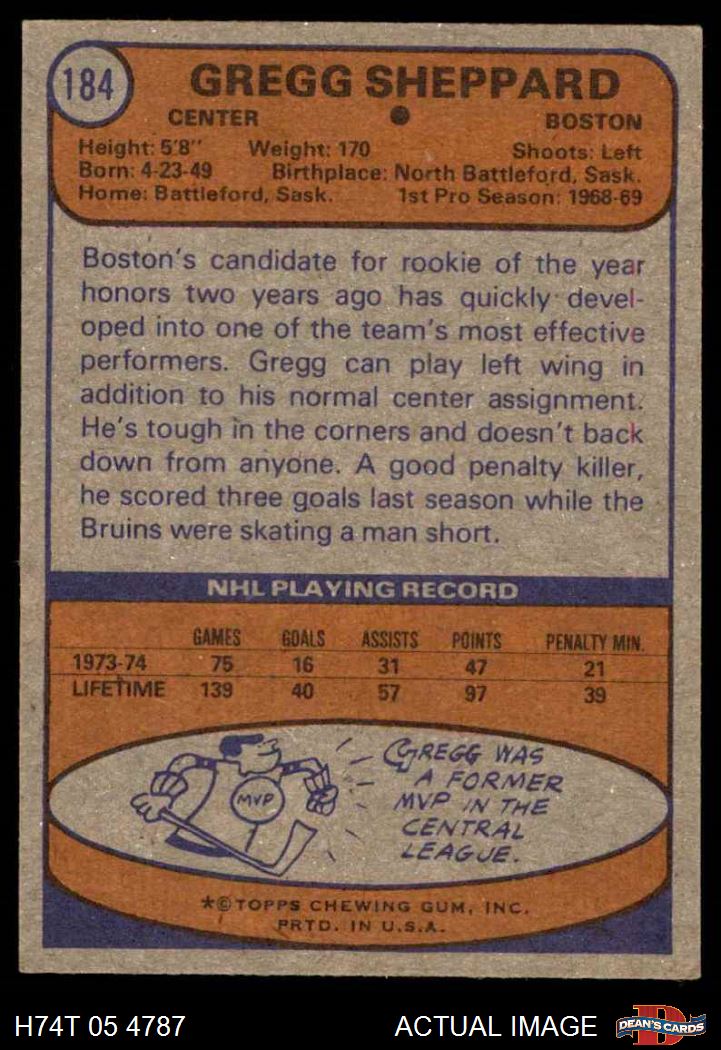 184
GREGG SHEPPARD
CENTER ● BOSTON
Height: 5'8" Weight: 170 Shoots: Left
Born: 4-23-49 Birthplace: North Battleford, Sask.
Home: Battleford, Sask. 1st Pro Season: 1968-69
Boston's candidate for rookie of the year
honors two years ago has quickly devel-
oped into one of the team's most effective
performers. Gregg can play left wing in
addition to his normal center assignment.
He's tough in the corners and doesn't back
down from anyone. A good penalty killer,
he scored three goals last season while the
Bruins were skating a man short.
NHL PLAYING RECORD
GAMES GOALS ASSISTS POINTS PENALTY MIN.
1973-74 75 16 31 47 21
LIFETIME 139 40 57 97 39
MVP
GREGG WAS
A FORMER
MVP IN THE
CENTRAL
LEAGUE.
*©TOPPS CHEWING GUM, INC.
PRTD. IN U.S.A.
H74T 05 4787 ACTUAL IMAGE
D
DEAN'S CARDS